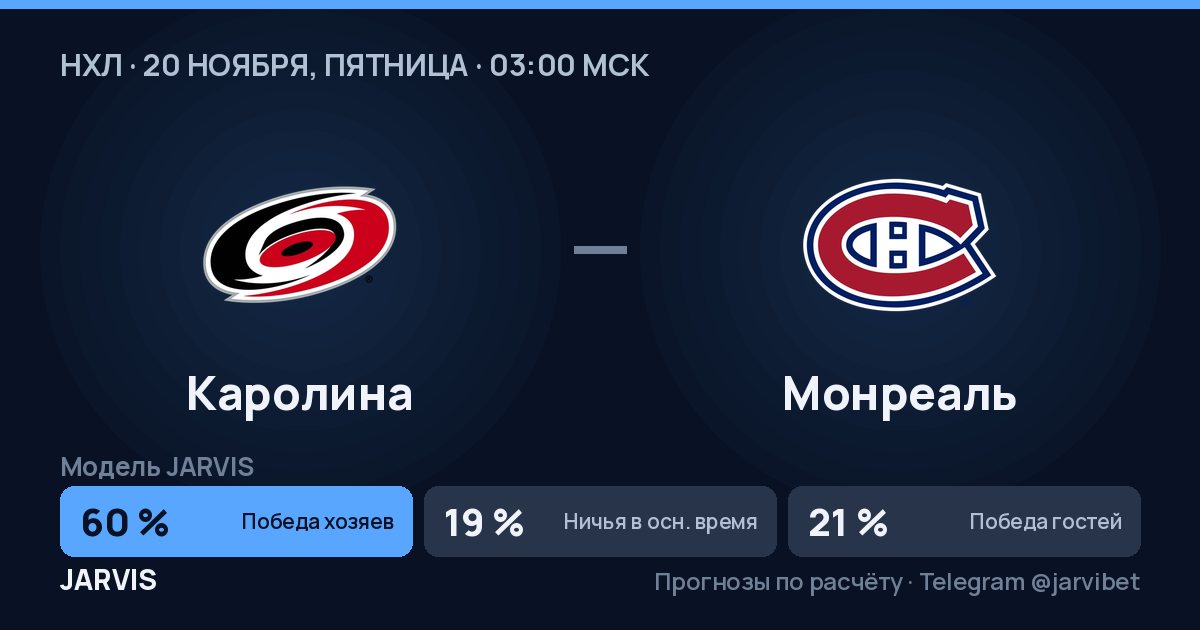 НХЛ · 20 НОЯБРЯ, ПЯТНИЦА · 03:00 МСК
Каролина — Монреаль
Модель JARVIS
60 % Победа хозяев
19 % Ничья в осн. время
21 % Победа гостей
JARVIS
Прогнозы по расчёту · Telegram @jarvibet